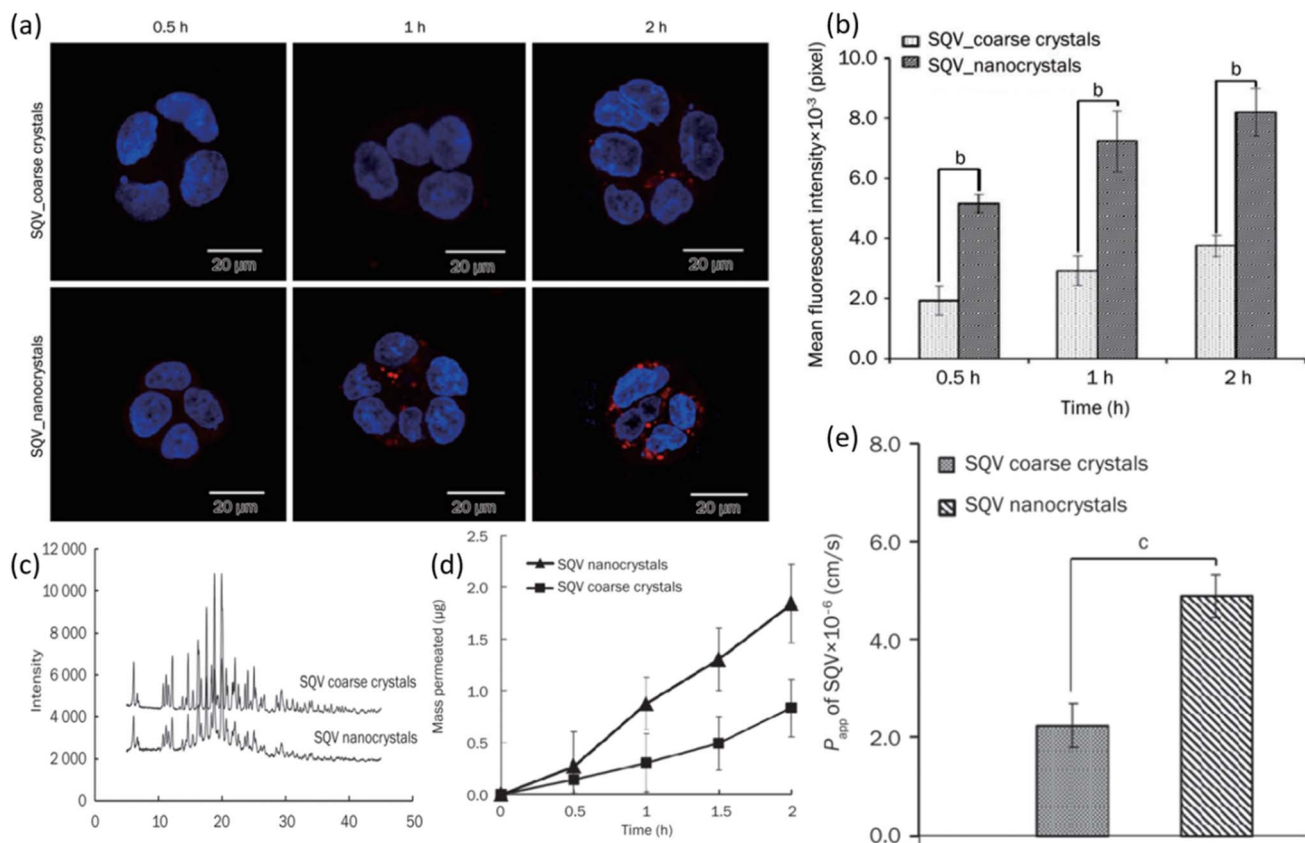 (a)
0.5 h
1 h
2 h
SQV_coarse crystals
20 μm
20 μm
20 μm
SQV_nanocrystals
20 μm
20 μm
20 μm
(b)
SQV_coarse crystals
SQV_nanocrystals
Mean fluorescent intensity×10⁻³ (pixel)
10.0
8.0
6.0
4.0
2.0
0.0
b
b
b
0.5 h
1 h
2 h
Time (h)
(c)
Intensity
12 000
10 000
8 000
6 000
4 000
2 000
0
SQV coarse crystals
SQV nanocrystals
0
10
20
30
40
50
(d)
SQV nanocrystals
SQV coarse crystals
Mass permeated (μg)
2.5
2.0
1.5
1.0
0.5
0.0
0
0.5
1
1.5
2
Time (h)
(e)
SQV coarse crystals
SQV nanocrystals
Papp of SQV×10⁻⁶ (cm/s)
8.0
6.0
4.0
2.0
0.0
c